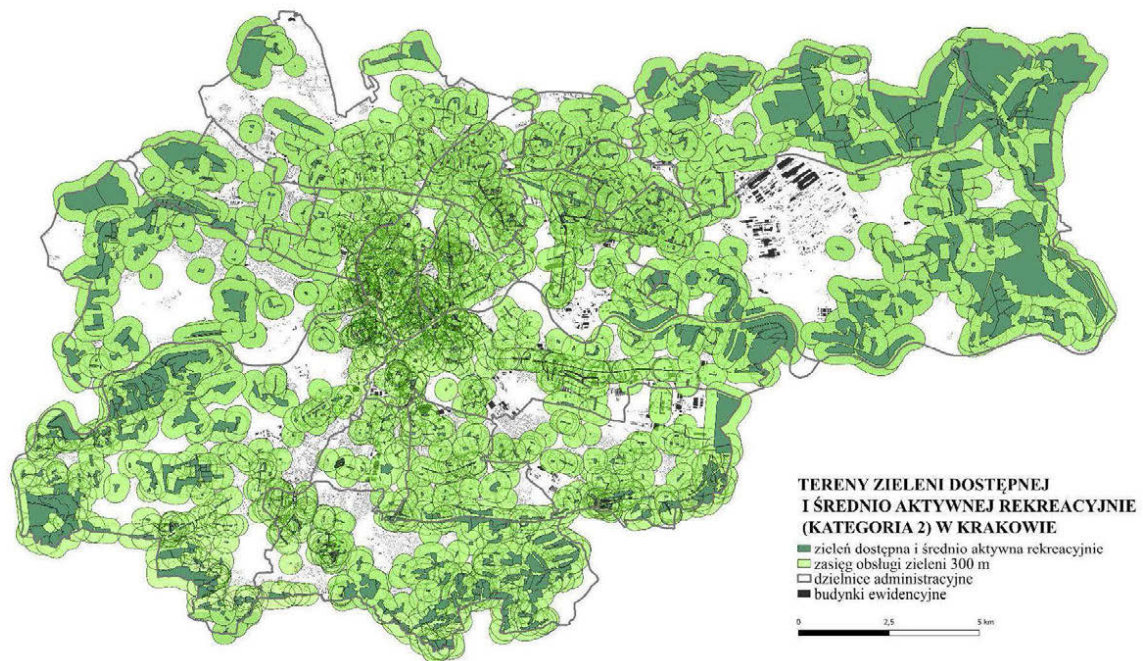 TERENY ZIELENI DOSTĘPNEJ
I ŚREDNIO AKTYWNEJ REKREACYJNIE
(KATEGORIA 2) W KRAKOWIE
zieleń dostępna i średnio aktywna rekreacyjnie
zasięg obsługi zieleni 300 m
dzielnice administracyjne
budynki ewidencyjne
0 2,5 5 km